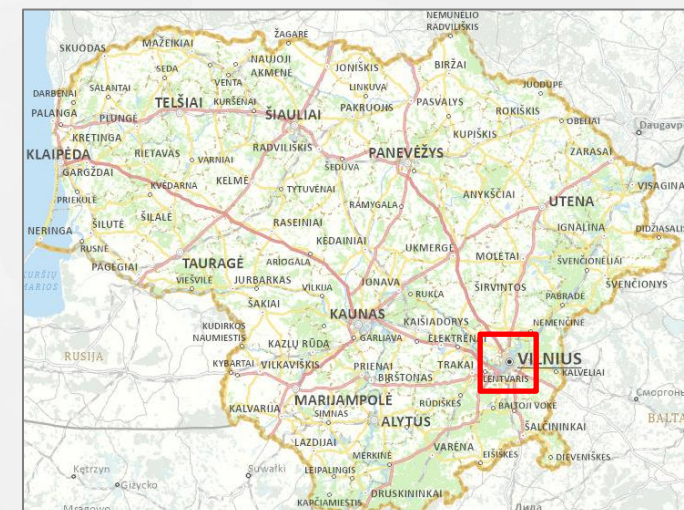 NEMUNĖLIO
RADVILIŠKIS
ŽAGARĖ
SKUODAS
MAŽEIKIAI
NAUJOJI
AKMENĖ
JONIŠKIS
BIRŽAI
SEDA
VENTA
LINKUVA
JUODUPĖ
DARBĖNAI
SALANTAI
TELŠIAI
KURŠĖNAI
PAKRUOJIS
PASVALYS
ROKIŠKIS
PALANGA
PLUNGĖ
ŠIAULIAI
OBELIAI
KRETINGA
KUPIŠKIS
Daugavp
KLAIPĖDA
RIETAVAS
VARNIAI
RADVILIŠKIS
PANEVĖŽYS
ZARASAI
GARGŽDAI
ŠEDUVA
KVĖDARNA
KELMĖ
TYTUVĖNAI
ANYKŠČIAI
VISAGINA
PRIEKULĖ
RAMYGALA
UTENA
ŠILUTĖ
ŠILALĖ
RASEINIAI
NERINGA
KĖDAINIAI
IGNALINA
DIDŽIASALIS
RUSNĖ
UKMERGĖ
MOLĖTAI
PAGĖGIAI
TAURAGĖ
ARIOGALA
ŠVENČIONĖLIAI
KURŠIŲ
MARIOS
VIEŠVILĖ
JURBARKAS
VILKIJA
JONAVA
ŠIRVINTOS
ŠVENČIONYS
RUKLA
PABRADĖ
ŠAKIAI
KAUNAS
KAIŠIADORYS
NEMENČINĖ
KUDIRKOS
NAUMIESTIS
GARLIAVA
ELEKTRĖNAI
RUSIJA
KAZLŲ RŪDA
VILNIUS
KYBARTAI
VILKAVIŠKIS
PRIENAI
TRAKAI
KALVELIAI
BIRŠTONAS
LENTVARIS
MARIJAMPOLĖ
RŪDIŠKĖS
BALTOJI VOKĖ
Сморгонь
KALVARIJA
SIMNAS
ALYTUS
BALTA
ŠALČININKAI
LAZDIJAI
VARĖNA
EIŠIŠKĖS
DIEVENIŠKĖS
Kętrzyn
Suwałki
LEIPALINGIS
MERKINĖ
Giżycko
DRUSKININKAI
KAPČIAMIESTIS
Лида
Mrągowo